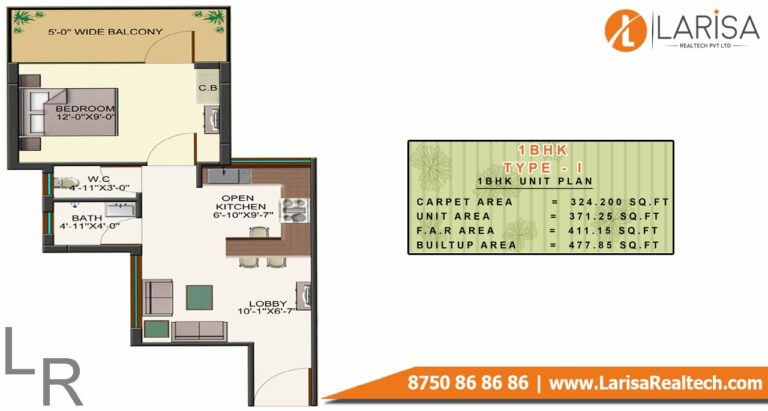 5'-0" WIDE BALCONY
C.B
BEDROOM
12'-0"X9'-0"
W.C
4'-11"X3'-0"
BATH
4'-11"X4'-0"
OPEN
KITCHEN
6'-10"X9'-7"
LOBBY
10'-1"X6'-7"
LR
LARiSA
REALTECH PVT LTD
1BHK
TYPE - I
1BHK UNIT PLAN
CARPET AREA = 324.200 SQ.FT
UNIT AREA = 371.25 SQ.FT
F.A.R AREA = 411.15 SQ.FT
BUILTUP AREA = 477.85 SQ.FT
8750 86 86 86 | www.LarisaRealtech.com